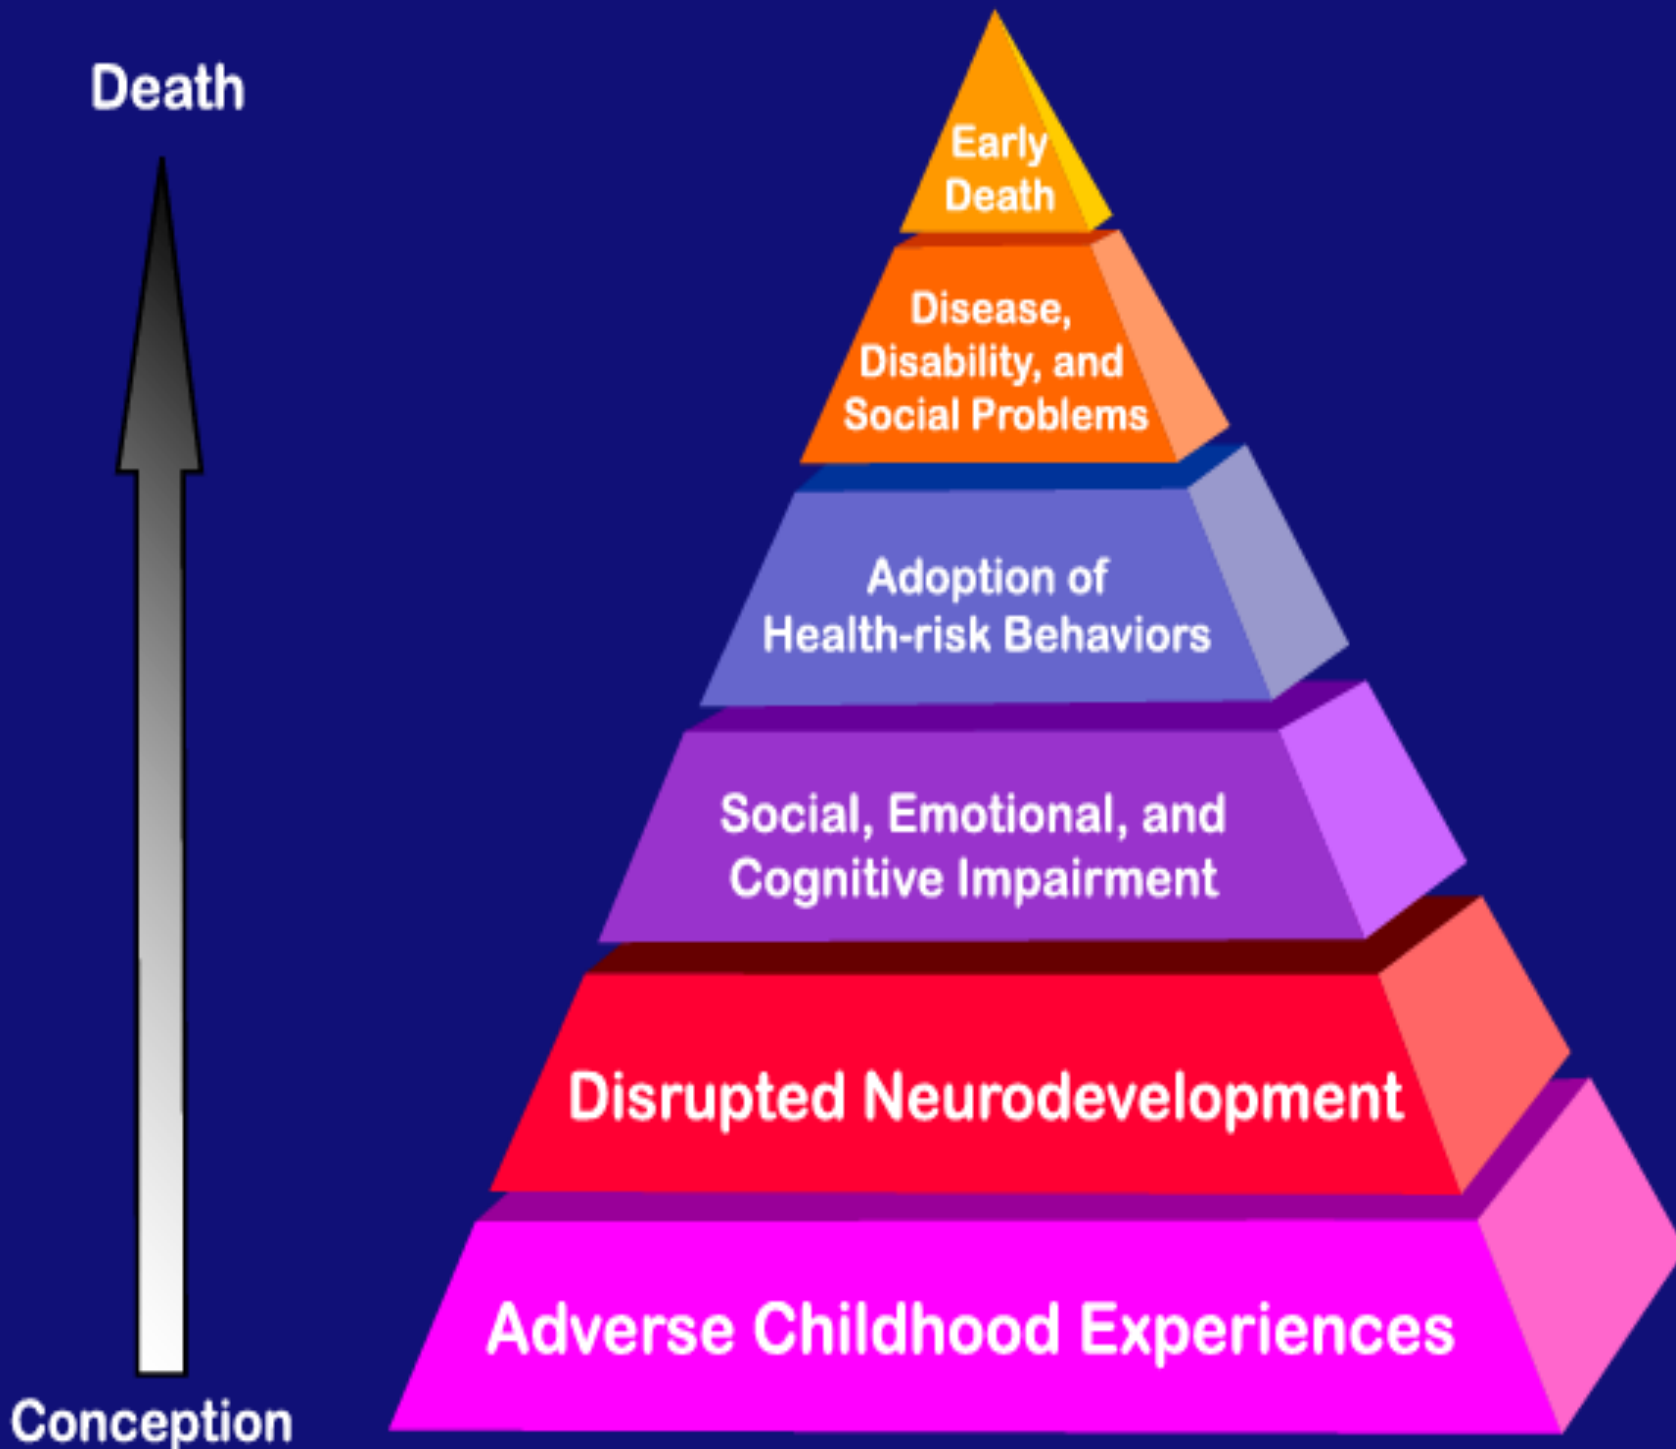 Death
Early
Death
Disease,
Disability, and
Social Problems
Adoption of
Health-risk Behaviors
Social, Emotional, and
Cognitive Impairment
Disrupted Neurodevelopment
Adverse Childhood Experiences
Conception